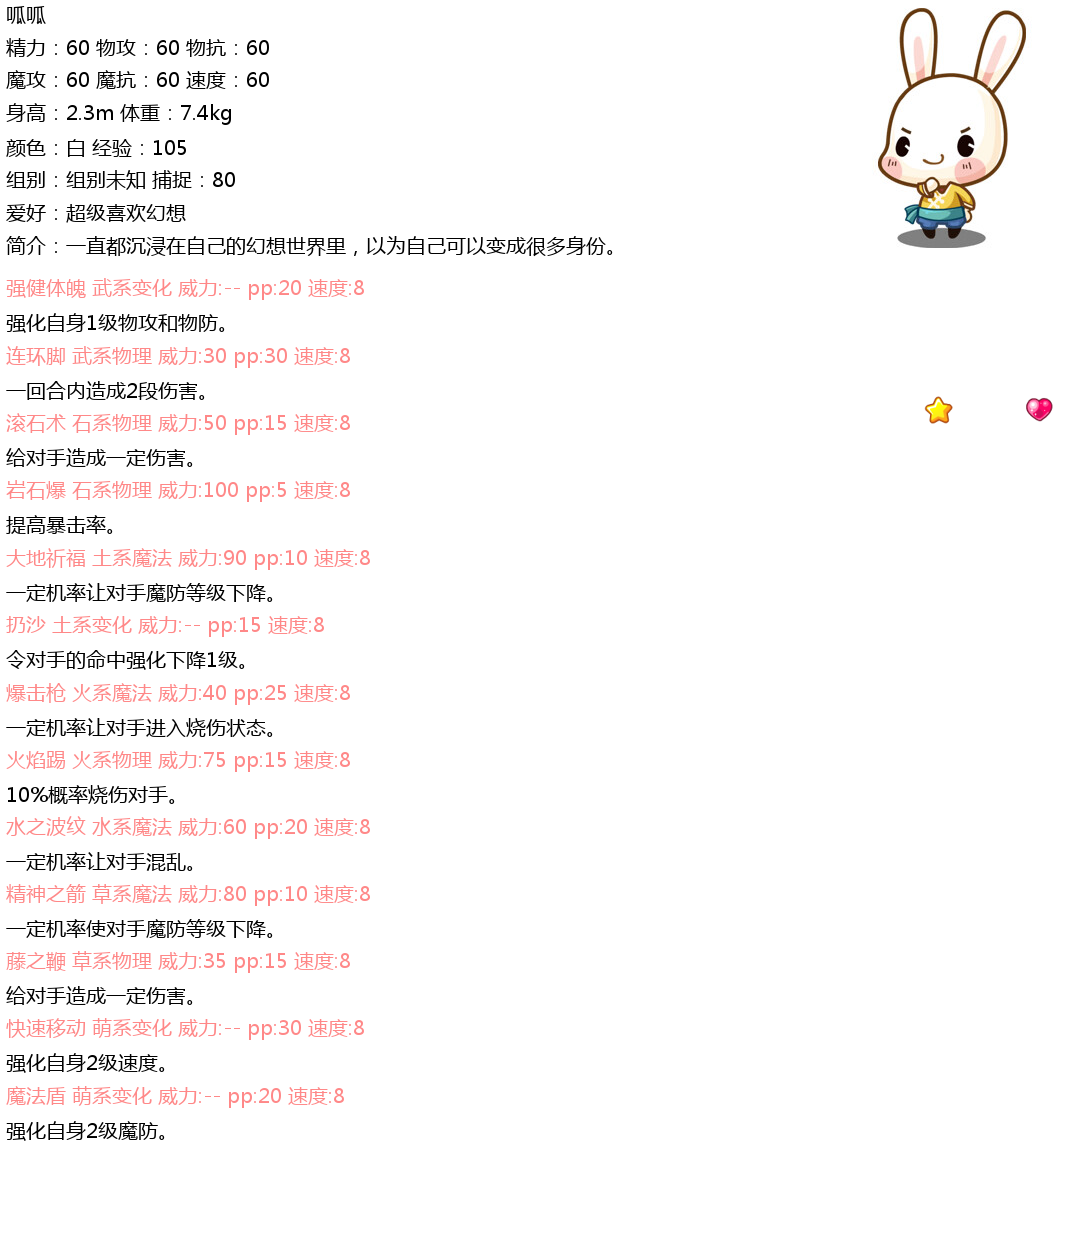 呱呱
精力：60 物攻：60 物抗：60
魔攻：60 魔抗：60 速度：60
身高：2.3m 体重：7.4kg
颜色：白 经验：105
组别：组别未知 捕捉：80
爱好：超级喜欢幻想
简介：一直都沉浸在自己的幻想世界里，以为自己可以变成很多身份。
强健体魄 武系变化 威力:-- pp:20 速度:8
强化自身1级物攻和物防。
连环脚 武系物理 威力:30 pp:30 速度:8
一回合内造成2段伤害。
滚石术 石系物理 威力:50 pp:15 速度:8
给对手造成一定伤害。
岩石爆 石系物理 威力:100 pp:5 速度:8
提高暴击率。
大地祈福 土系魔法 威力:90 pp:10 速度:8
一定机率让对手魔防等级下降。
扔沙 土系变化 威力:-- pp:15 速度:8
令对手的命中强化下降1级。
爆击枪 火系魔法 威力:40 pp:25 速度:8
一定机率让对手进入烧伤状态。
火焰踢 火系物理 威力:75 pp:15 速度:8
10%概率烧伤对手。
水之波纹 水系魔法 威力:60 pp:20 速度:8
一定机率让对手混乱。
精神之箭 草系魔法 威力:80 pp:10 速度:8
一定机率使对手魔防等级下降。
藤之鞭 草系物理 威力:35 pp:15 速度:8
给对手造成一定伤害。
快速移动 萌系变化 威力:-- pp:30 速度:8
强化自身2级速度。
魔法盾 萌系变化 威力:-- pp:20 速度:8
强化自身2级魔防。